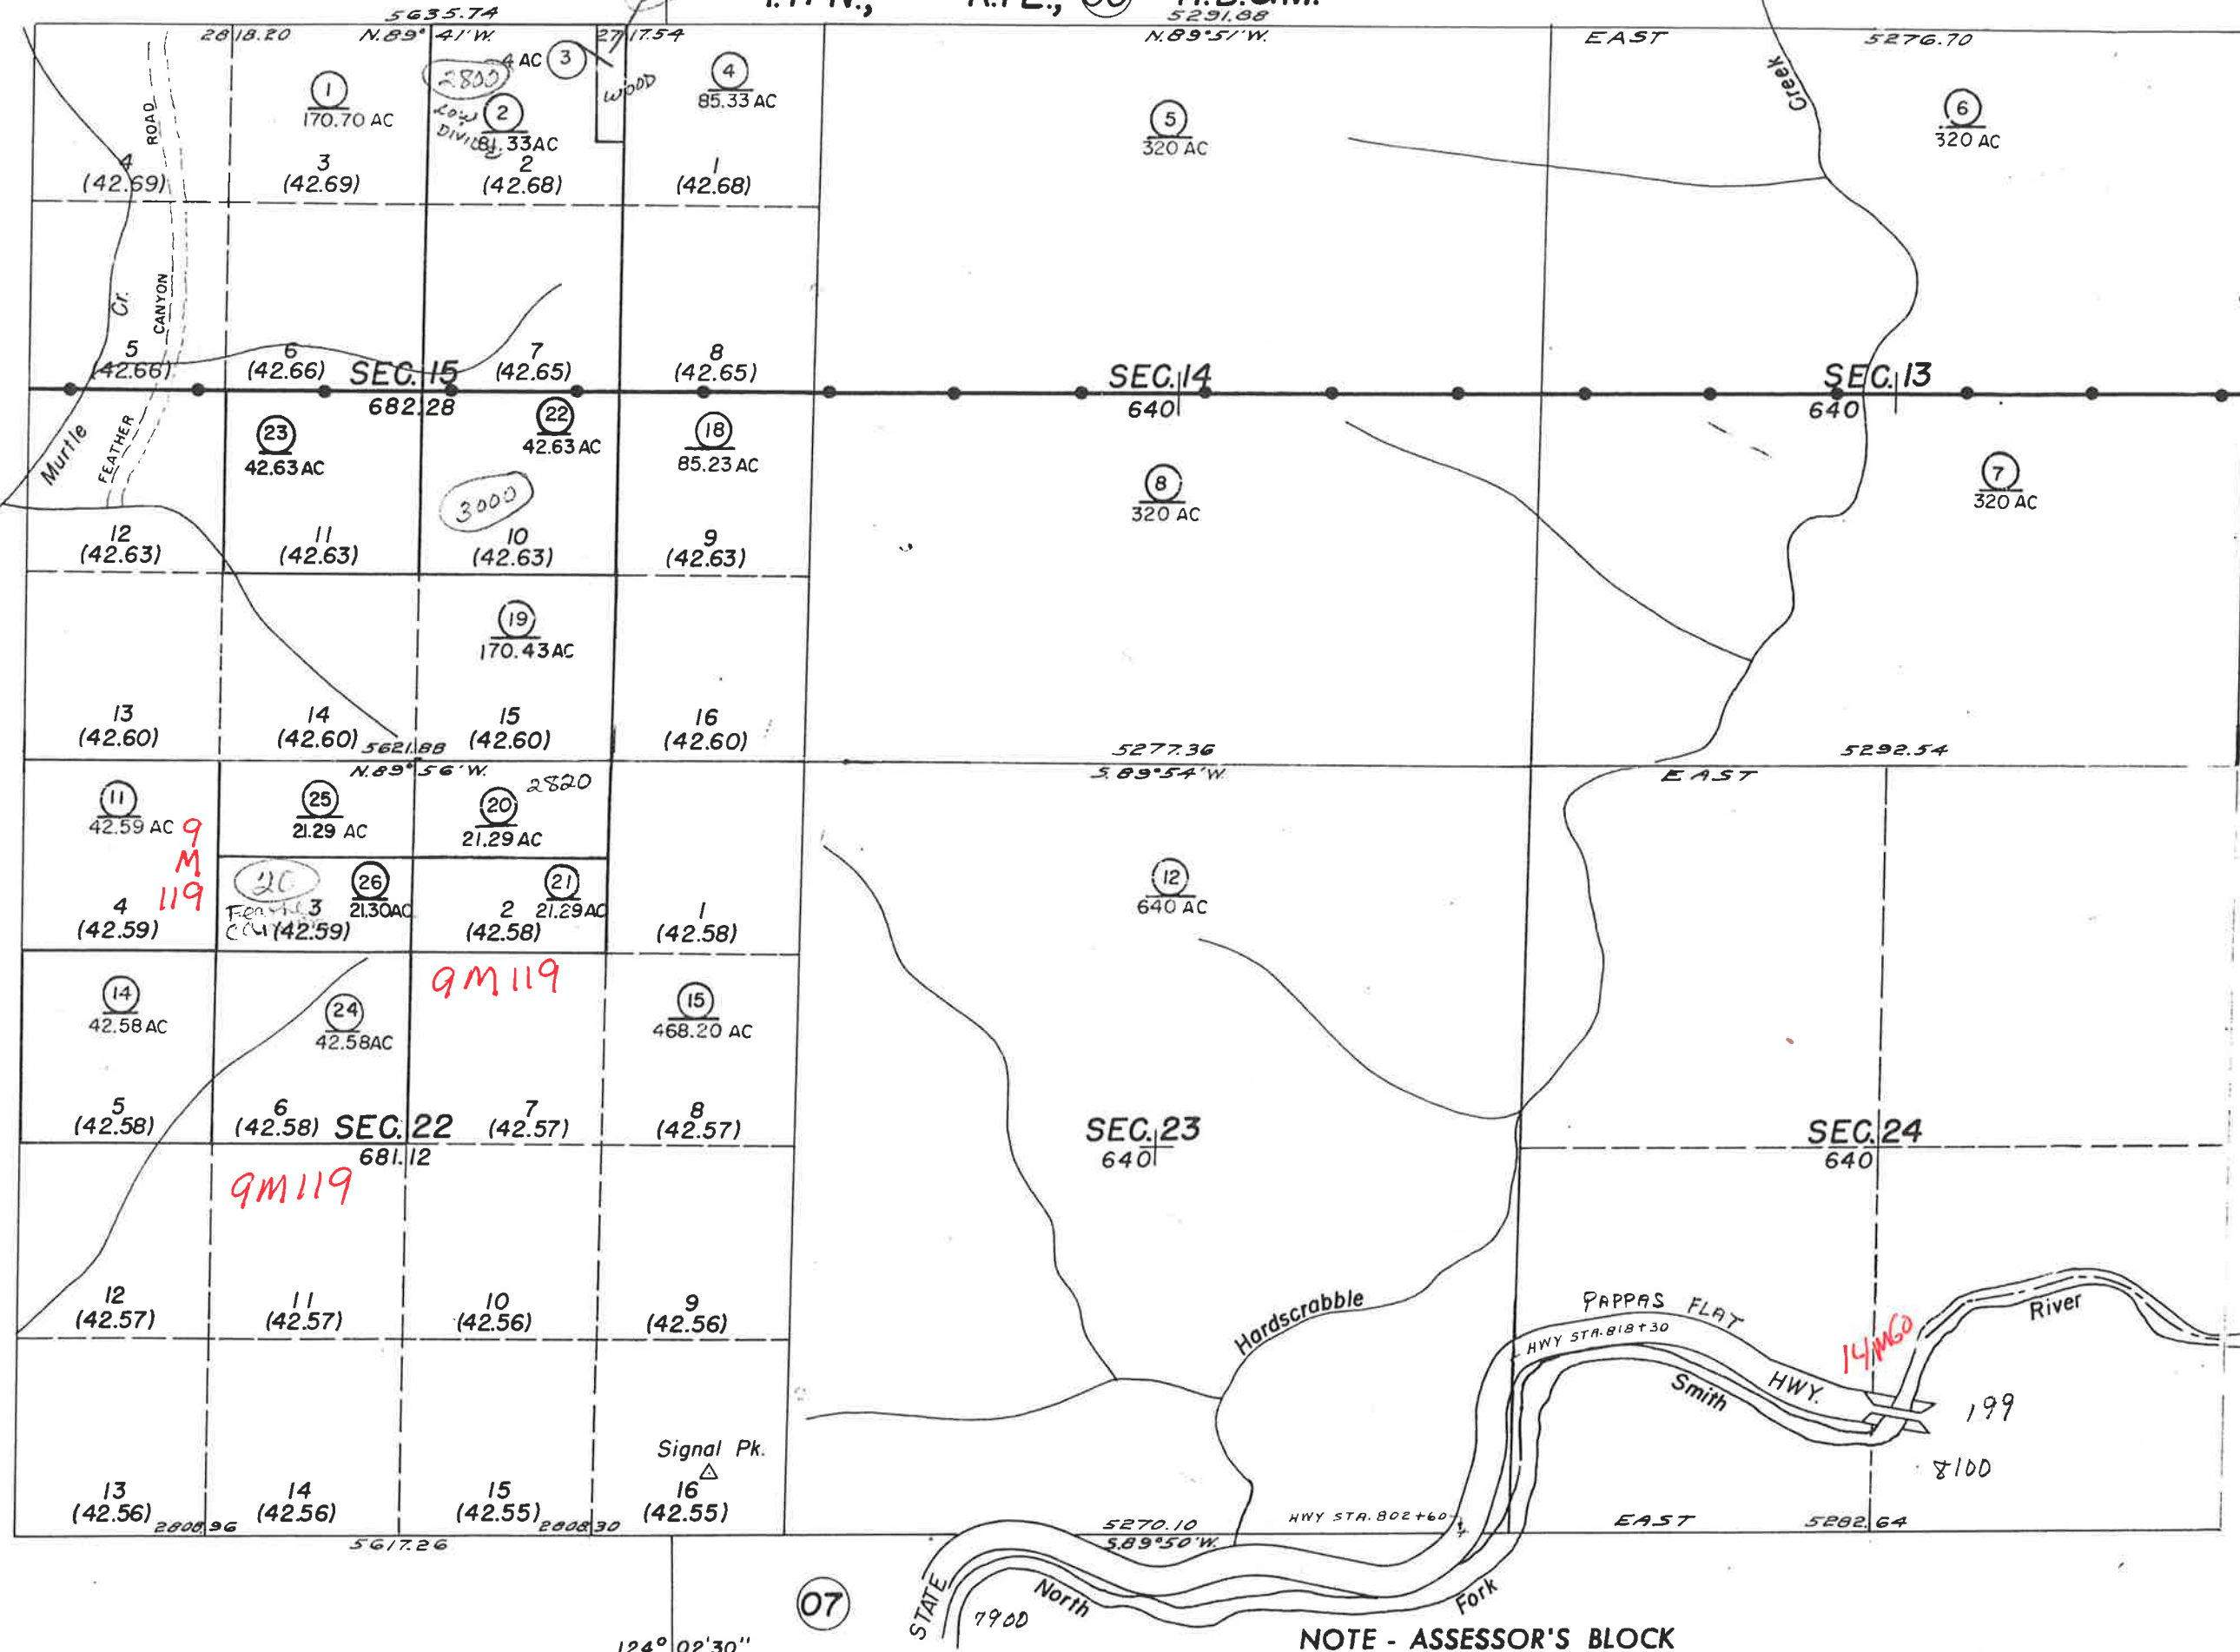 5635.74
5291.88
2818.20
N.89° 41'W.
2717.54
N.89°51'W.
EAST
5276.70
Creek
1
170.70 AC
2800
4 AC
3
WOOD
2
81.33AC
4
85.33 AC
5
320 AC
6
320 AC
ROAD
4
(42.69)
3
(42.69)
2
(42.68)
1
(42.68)
Cr.
CANYON
5
(42.66)
6
(42.66)
SEC. 15
682.28
7
(42.65)
8
(42.65)
SEC. 14
640
SEC. 13
640
Murtle
FEATHER
23
42.63 AC
22
42.63 AC
18
85.23 AC
3000
8
320 AC
7
320 AC
12
(42.63)
11
(42.63)
10
(42.63)
9
(42.63)
19
170.43 AC
13
(42.60)
14
(42.60)
15
(42.60)
16
(42.60)
5621.88
N.89°56'W.
5277.36
S.89°54'W.
5292.54
EAST
11
42.59 AC
9
M
119
25
21.29 AC
2820
20
21.29 AC
26
21.30AC
21
21.29 AC
12
640 AC
4
(42.59)
3
(42.59)
2
(42.58)
1
(42.58)
9M119
14
42.58 AC
24
42.58AC
15
468.20 AC
5
(42.58)
6
(42.58)
SEC. 22
681.12
7
(42.57)
8
(42.57)
SEC. 23
640
SEC. 24
640
9M119
12
(42.57)
11
(42.57)
10
(42.56)
9
(42.56)
Hardscrabble
PAPPAS FLAT
HWY STA. 818+30
River
14M60
Smith
HWY.
199
8100
Signal Pk.
13
(42.56)
14
(42.56)
15
(42.55)
16
(42.55)
2808.96
2808.30
5617.26
5270.10
S.89°50'W.
HWY STA. 802+60
EAST
5282.64
07
STATE
7900
North
Fork
124° 02'30"
NOTE - ASSESSOR'S BLOCK